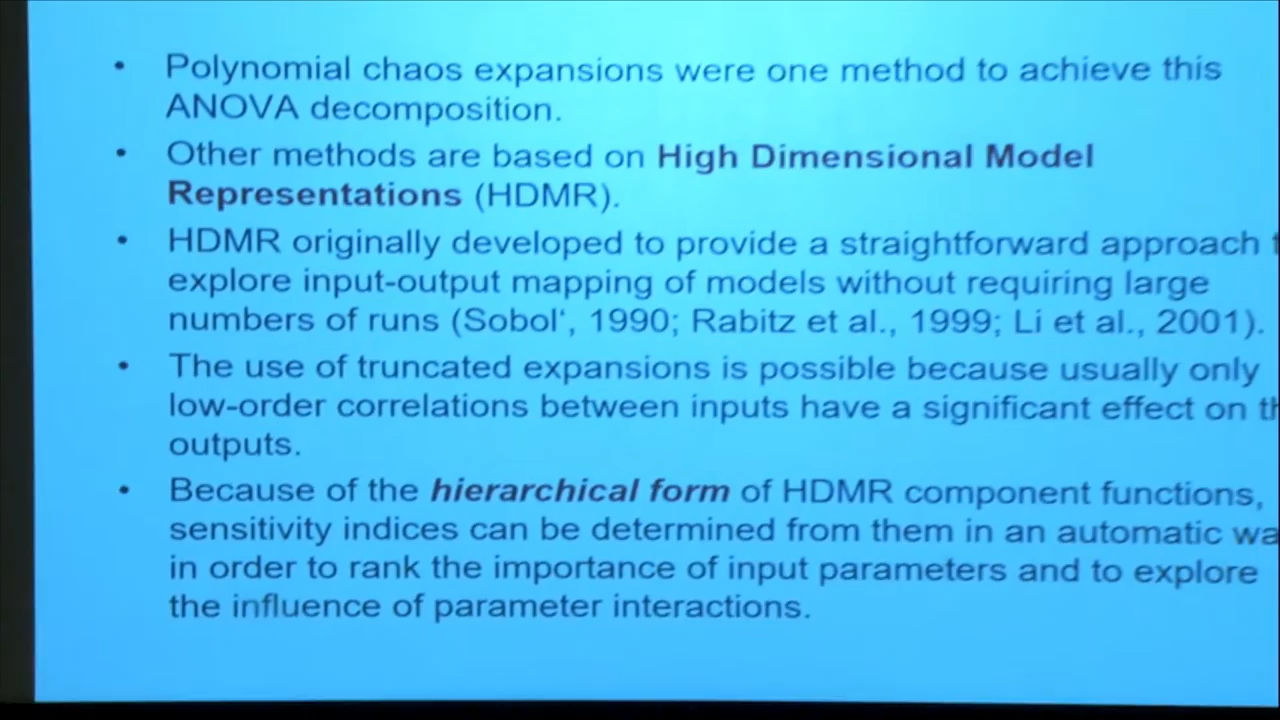 • Polynomial chaos expansions were one method to achieve this
ANOVA decomposition.
• Other methods are based on High Dimensional Model
Representations (HDMR).
• HDMR originally developed to provide a straightforward approach
explore input-output mapping of models without requiring large
numbers of runs (Sobol‘, 1990; Rabitz et al., 1999; Li et al., 2001).
• The use of truncated expansions is possible because usually only
low-order correlations between inputs have a significant effect on
outputs.
• Because of the hierarchical form of HDMR component functions,
sensitivity indices can be determined from them in an automatic
in order to rank the importance of input parameters and to explore
the influence of parameter interactions.